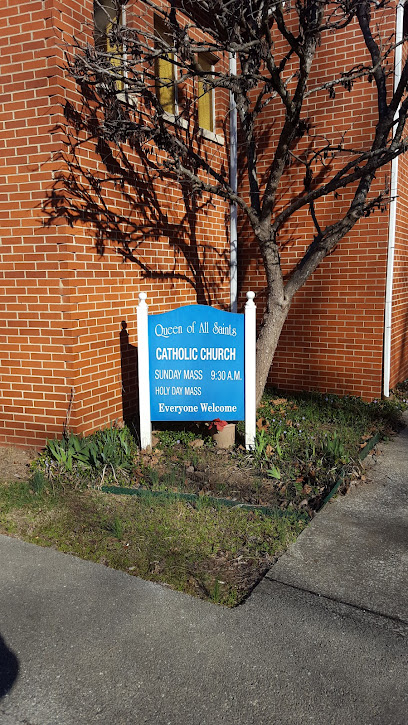 Queen of All Saints
CATHOLIC CHURCH
SUNDAY MASS 9:30 A.M.
HOLY DAY MASS
Everyone Welcome